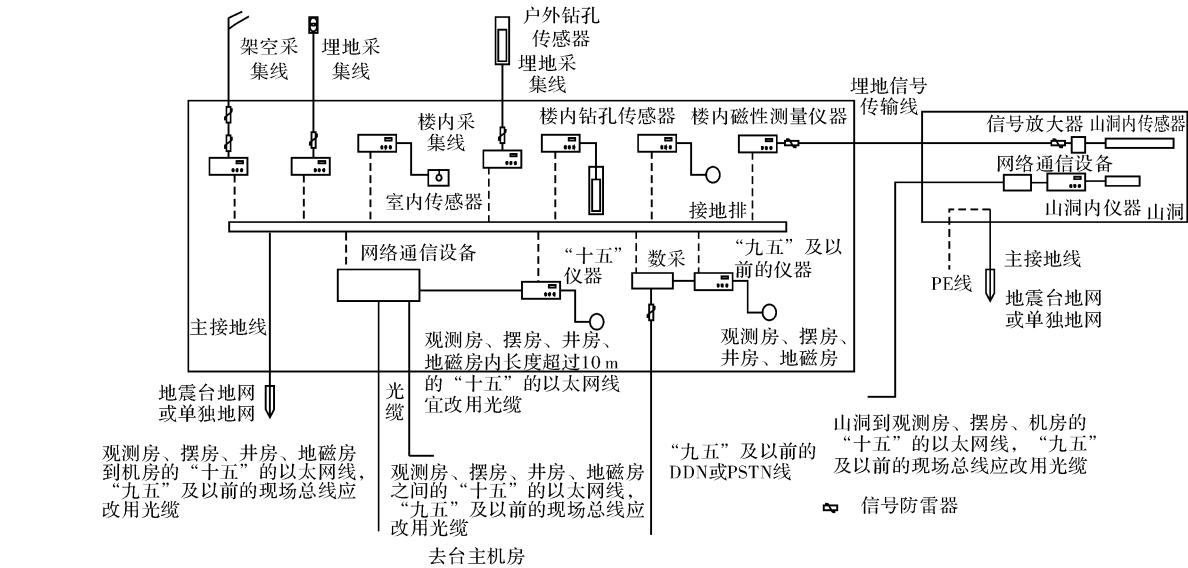 户外钻孔
传感器
架空采
集线
埋地采
集线
埋地采
集线
埋地信号
传输线
楼内采
集线
楼内钻孔传感器
楼内磁性测量仪器
信号放大器
山洞内传感器
网络通信设备
室内传感器
接地排
山洞内仪器
山洞
网络通信设备
“十五”
仪器
数采
“九五”及以
前的仪器
主接地线
PE线
地震台地网
或单独地网
主接地线
观测房、摆房、井房、
地磁房内长度超过10 m
的“十五”的以太网线
宜改用光缆
观测房、摆房、
井房、地磁房
地震台地网
或单独地网
光
缆
山洞到观测房、摆房、机房的
“十五”的以太网线，“九五”
及以前的现场总线应改用光缆
观测房、摆房、井房、地磁房
到机房的“十五”的以太网线，
“九五”及以前的现场总线应
改用光缆
观测房、摆房、井房、地磁房
之间的“十五”的以太网线，
“九五”及以前的现场总线应
改用光缆
“九五”及以前的
DDN或PSTN线
信号防雷器
去台主机房